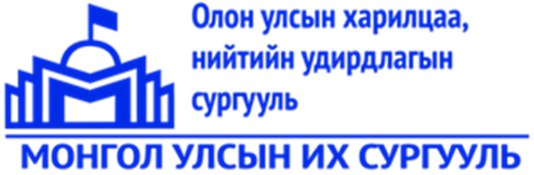 Олон улсын харилцаа,
нийтийн удирдлагын
сургууль
МОНГОЛ УЛСЫН ИХ СУРГУУЛЬ